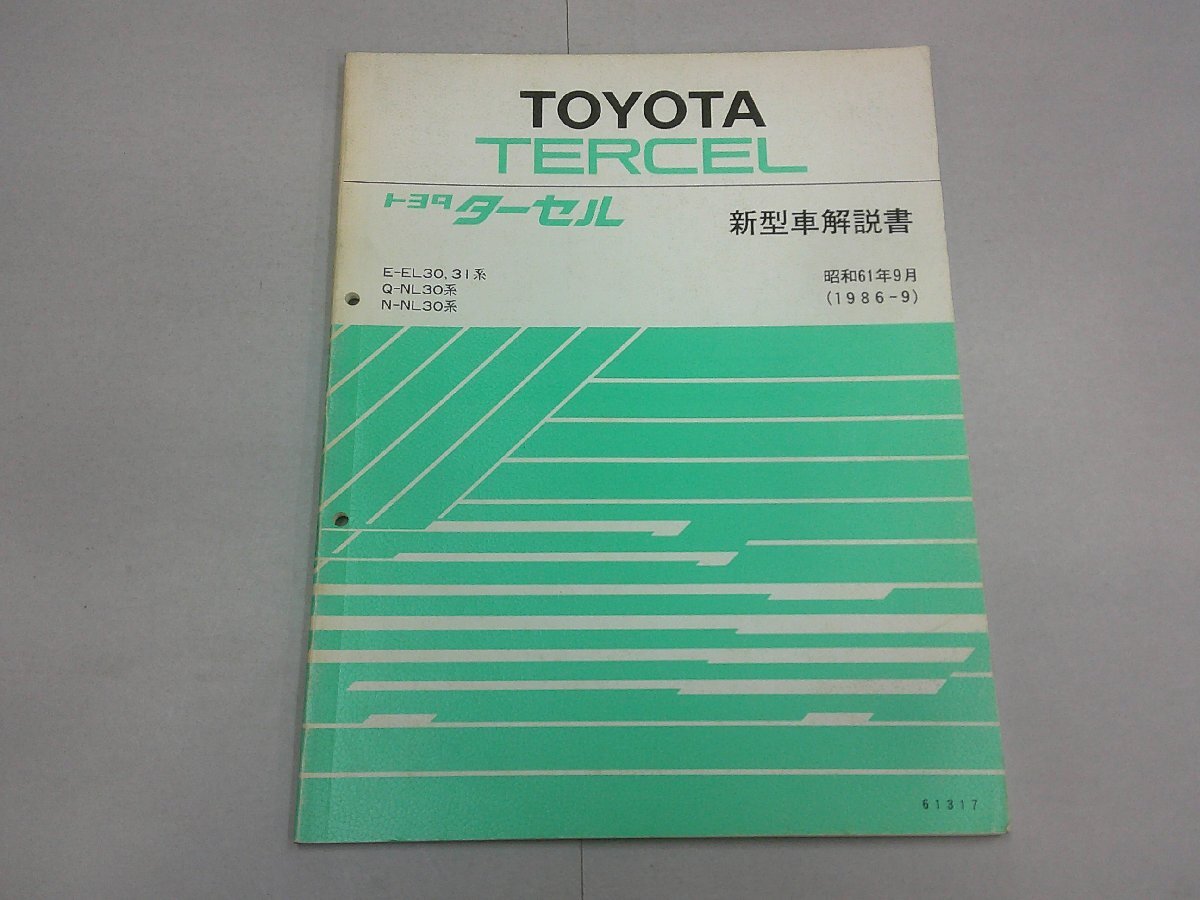 TOYOTA
TERCEL
トヨタ ターセル
新型車解説書
E-EL30, 31系
Q-NL30系
N-NL30系
昭和61年9月
(1986-9)
61317